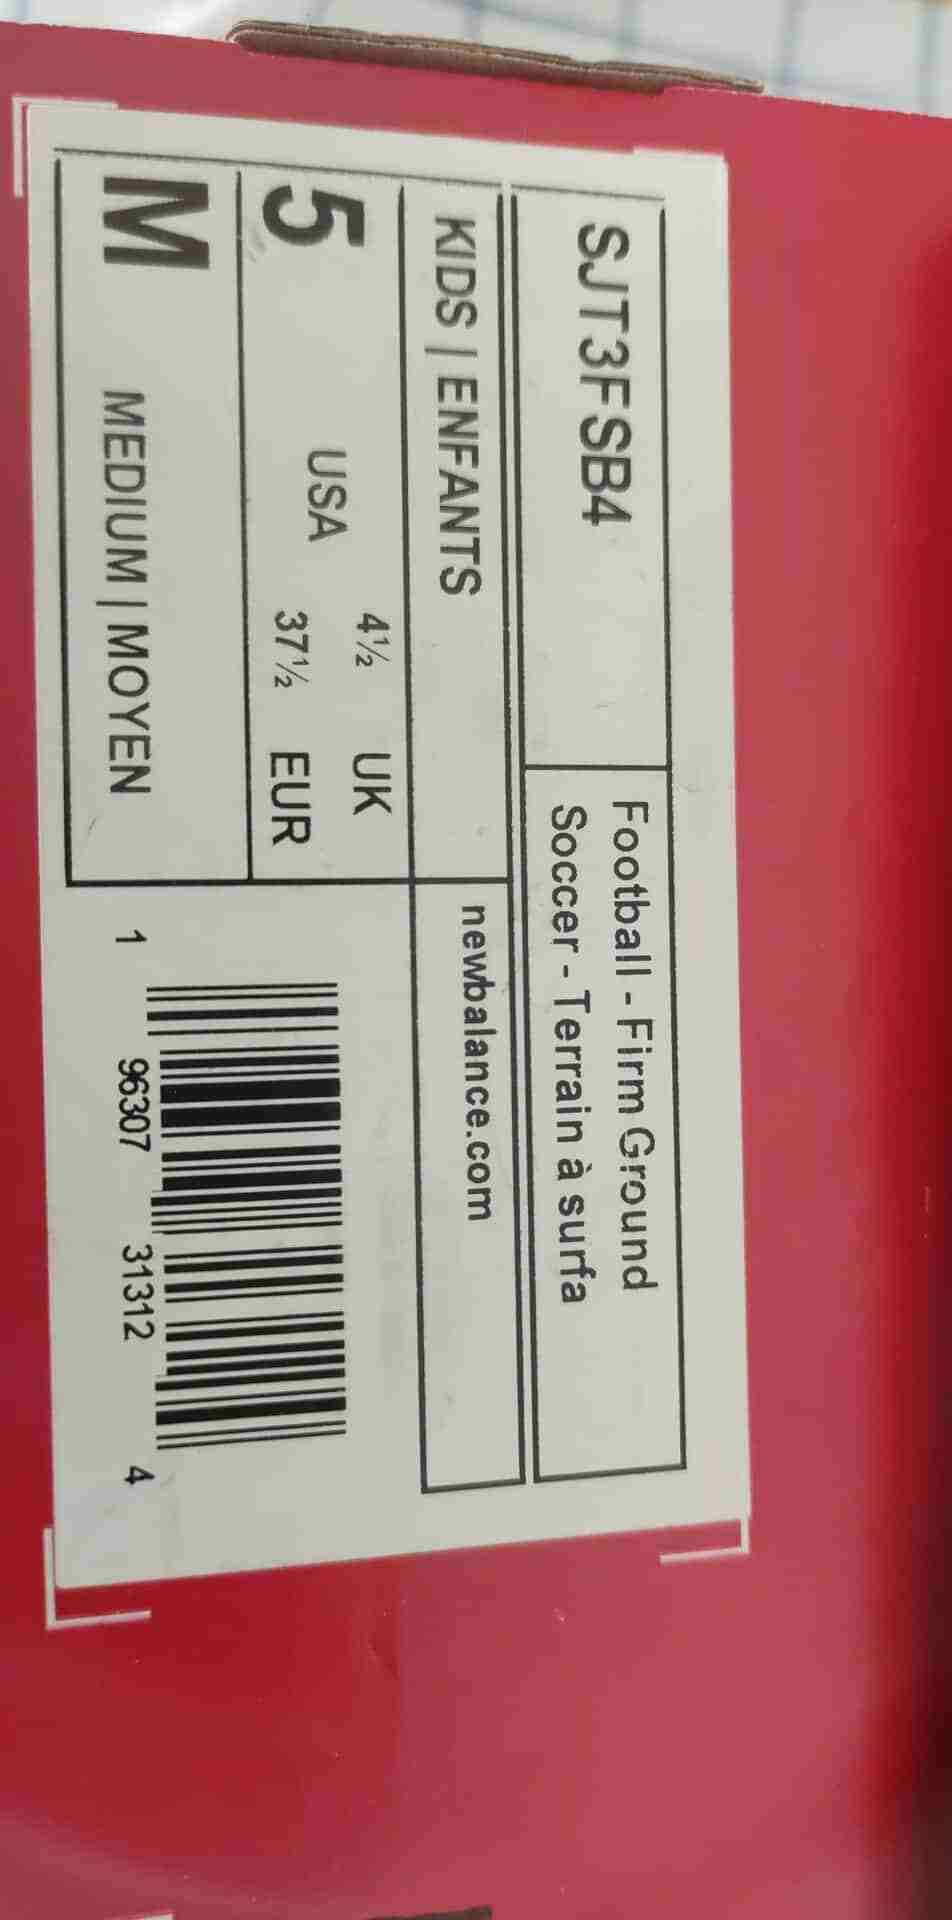 SJT3FSB4
Football - Firm Ground
Soccer - Terrain à surfa
KIDS | ENFANTS
newbalance.com
5
USA
4½ UK
37½ EUR
M
MEDIUM | MOYEN
1 96307 31312 4